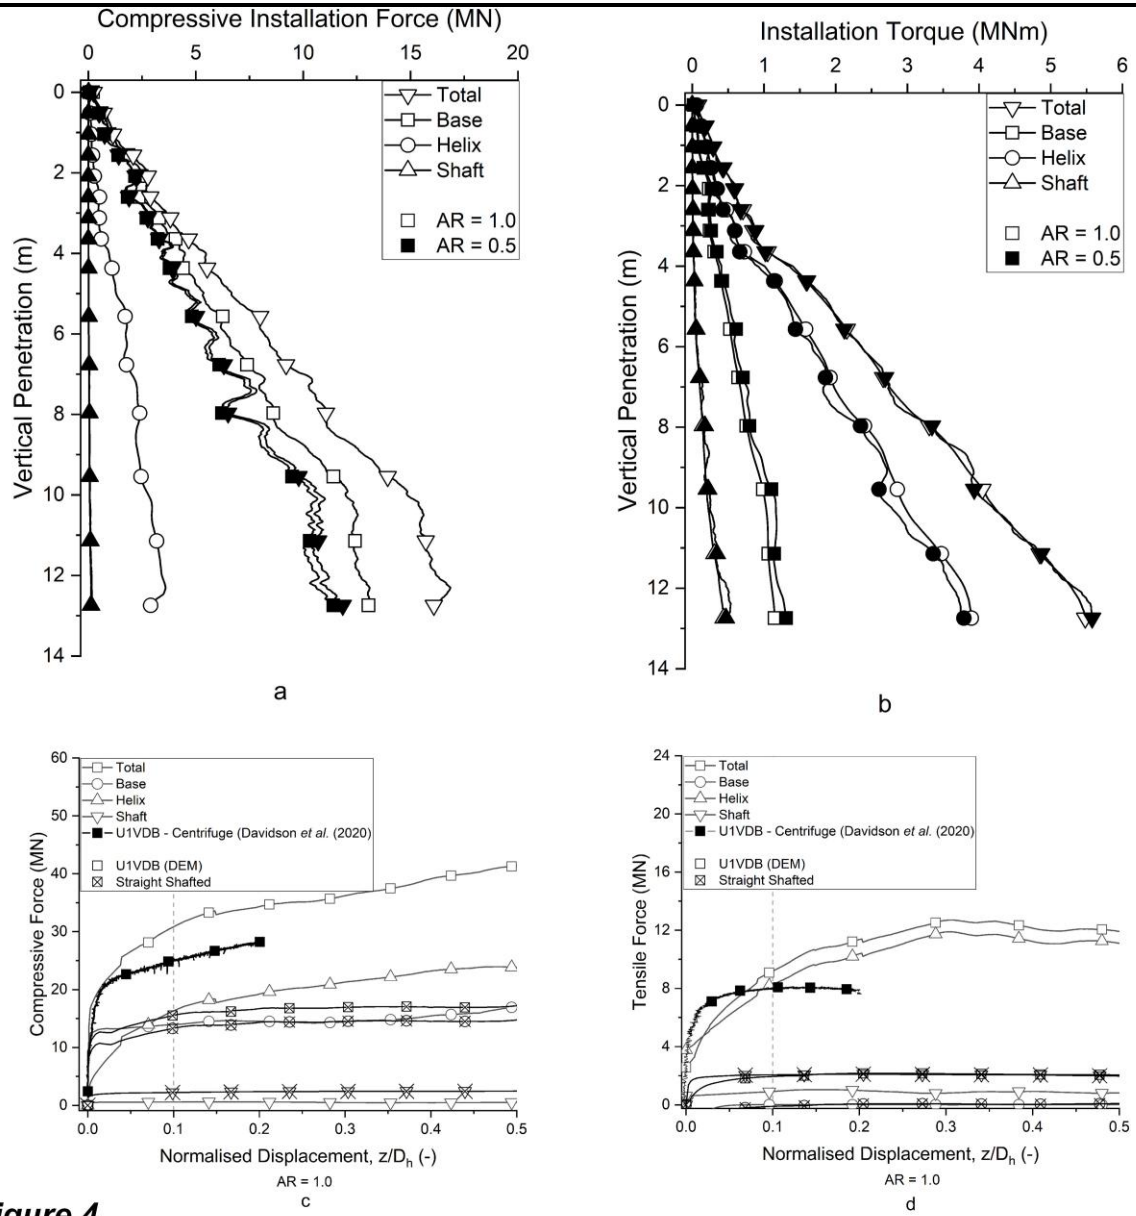 Compressive Installation Force (MN)
0 5 10 15 20
0
2
4
6
8
10
12
14
Vertical Penetration (m)
Total
Base
Helix
Shaft
AR = 1.0
AR = 0.5
a
Installation Torque (MNm)
0 1 2 3 4 5 6
0
2
4
6
8
10
12
14
Vertical Penetration (m)
Total
Base
Helix
Shaft
AR = 1.0
AR = 0.5
b
60
50
40
30
20
10
0
Compressive Force (MN)
Total
Base
Helix
Shaft
U1VDB - Centrifuge (Davidson et al. (2020)
U1VDB (DEM)
Straight Shafted
0.0 0.1 0.2 0.3 0.4 0.5
Normalised Displacement, z/Dh (-)
AR = 1.0
c
24
20
16
12
8
4
0
Tensile Force (MN)
Total
Base
Helix
Shaft
U1VDB - Centrifuge (Davidson et al. (2020)
U1VDB (DEM)
Straight Shafted
0.0 0.1 0.2 0.3 0.4 0.5
Normalised Displacement, z/Dh (-)
AR = 1.0
d
igure 4